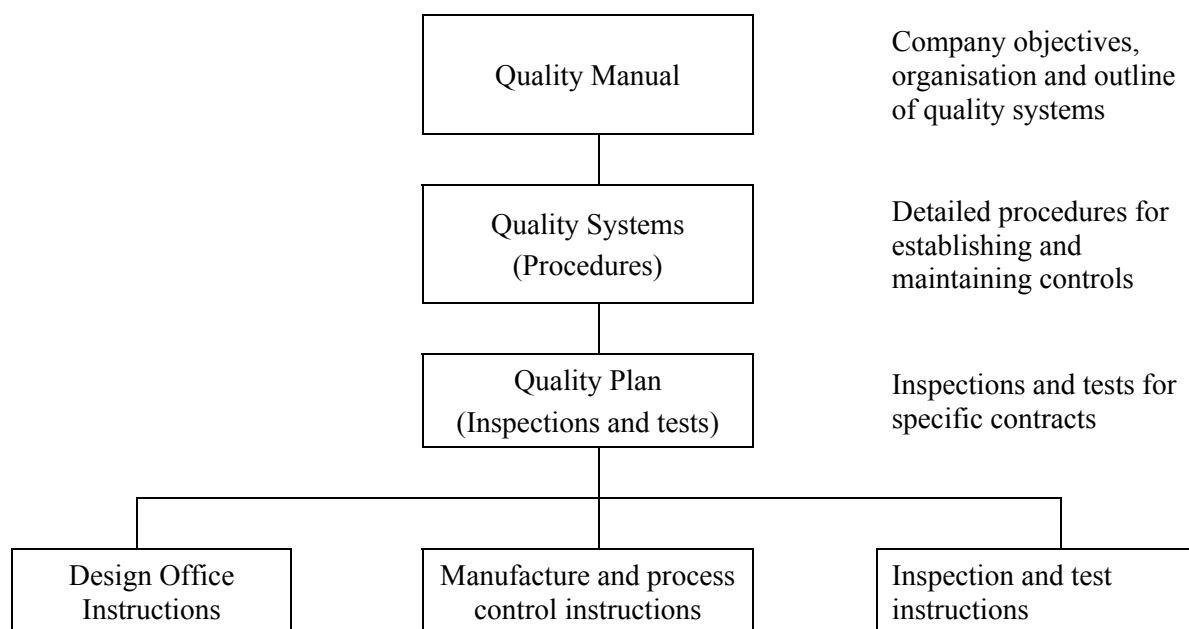 Quality Manual
Company objectives,
organisation and outline
of quality systems
Quality Systems
(Procedures)
Detailed procedures for
establishing and
maintaining controls
Quality Plan
(Inspections and tests)
Inspections and tests for
specific contracts
Design Office
Instructions
Manufacture and process
control instructions
Inspection and test
instructions